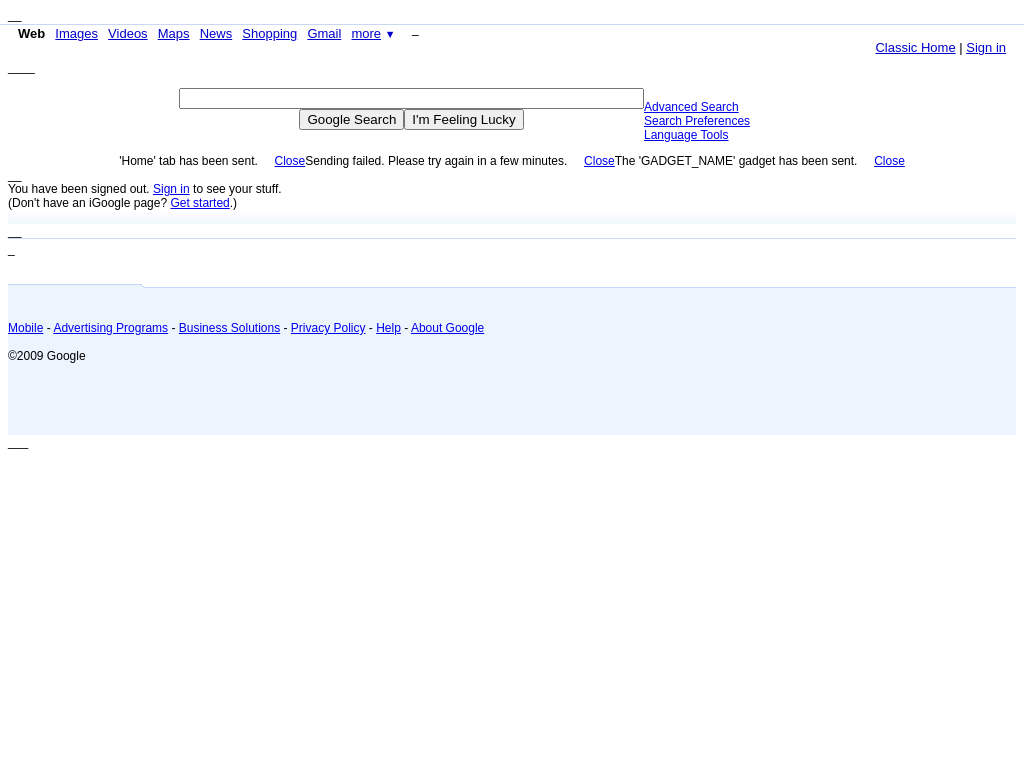 Web Images Videos Maps News Shopping Gmail more ▼
Classic Home | Sign in
Google Search I'm Feeling Lucky
Advanced Search
Search Preferences
Language Tools
'Home' tab has been sent. Close Sending failed. Please try again in a few minutes. Close The 'GADGET_NAME' gadget has been sent. Close
You have been signed out. Sign in to see your stuff.
(Don't have an iGoogle page? Get started.)
Mobile - Advertising Programs - Business Solutions - Privacy Policy - Help - About Google
©2009 Google